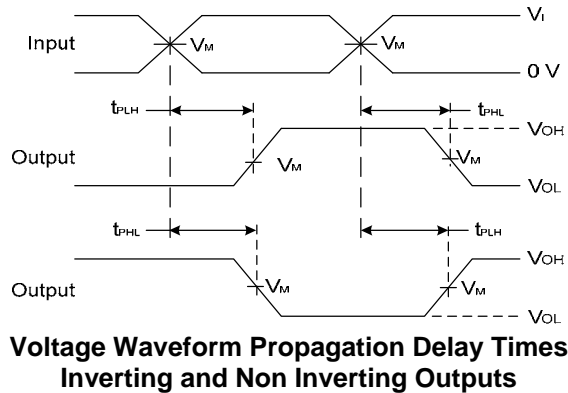 VI
Input VM VM
0 V
tPLH tPHL
VOH
Output VM VM
VOL
tPHL tPLH
VOH
Output VM VM
VOL
Voltage Waveform Propagation Delay Times
Inverting and Non Inverting Outputs